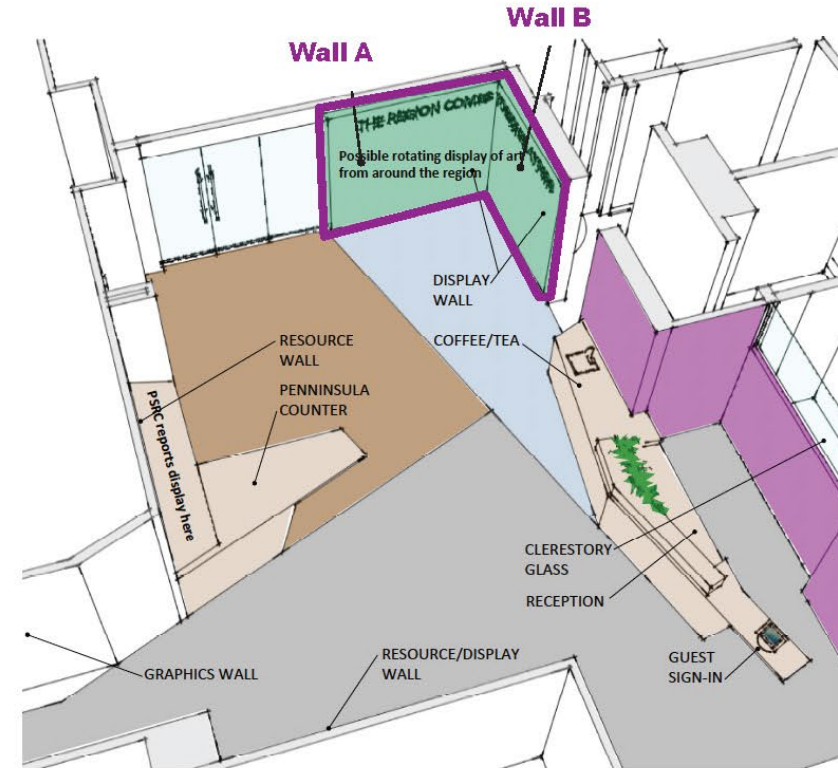 Wall B
Wall A
THE REGION COMES
Possible rotating display of art
from around the region
DISPLAY
WALL
COFFEE/TEA
RESOURCE
WALL
PENNINSULA
COUNTER
PSRC reports display here
CLERESTORY
GLASS
RECEPTION
GUEST
SIGN-IN
RESOURCE/DISPLAY
WALL
GRAPHICS WALL